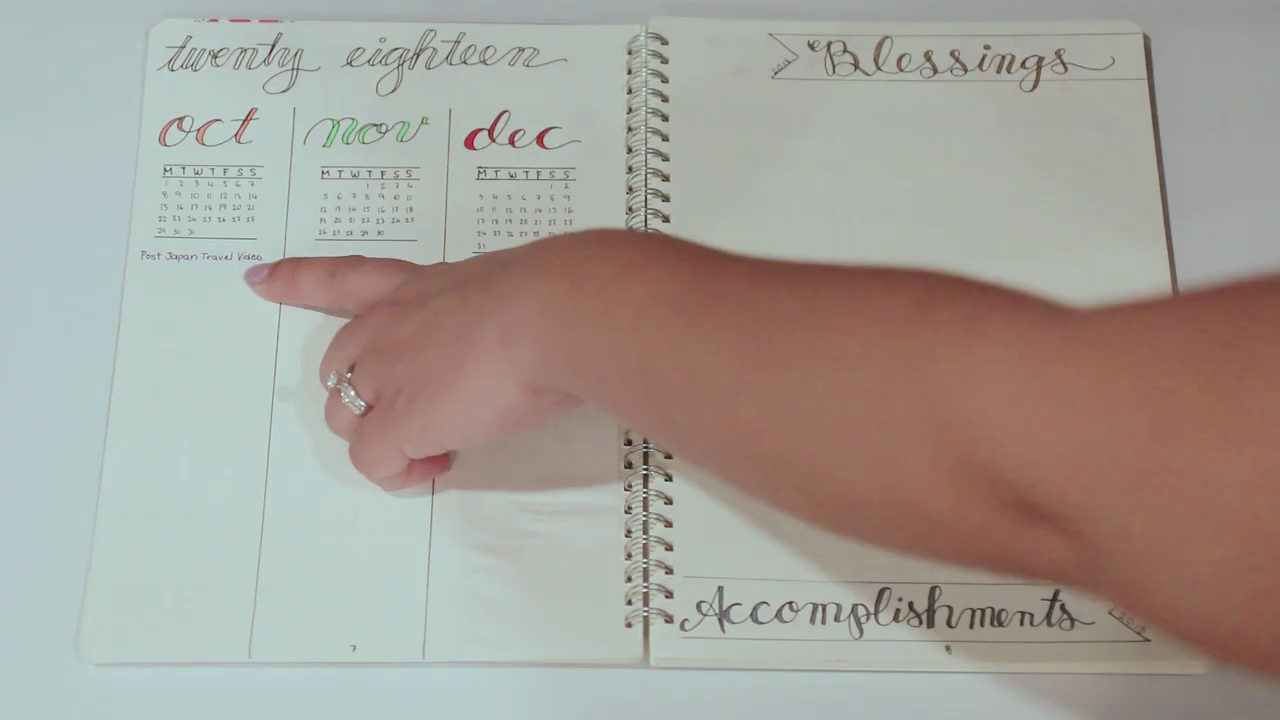 twenty eighteen
oct
M T W T F S S
1 2 3 4 5 6 7
8 9 10 11 12 13 14
15 16 17 18 19 20 21
22 23 24 25 26 27 28
29 30 31
Post Japan Travel Video
nov
M T W T F S S
1 2 3 4
5 6 7 8 9 10 11
12 13 14 15 16 17 18
19 20 21 22 23 24 25
26 27 28 29 30
dec
M T W T F S S
1 2
3 4 5 6 7 8 9
10 11 12 13 14 15 16
17 18 19 20 21 22 23
24 25 26 27 28 29 30
31
7
Blessings
Accomplishments
2018
8